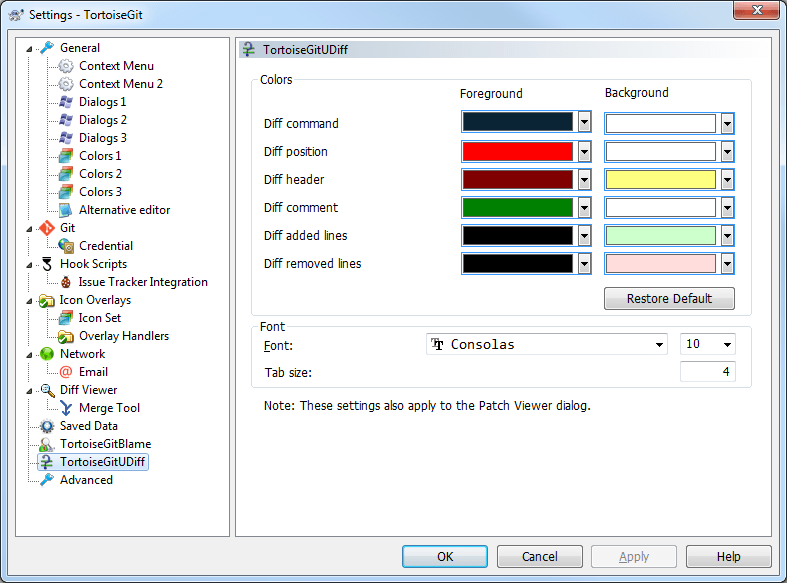 Settings - TortoiseGit
General
Context Menu
Context Menu 2
Dialogs 1
Dialogs 2
Dialogs 3
Colors 1
Colors 2
Colors 3
Alternative editor
Git
Credential
Hook Scripts
Issue Tracker Integration
Icon Overlays
Icon Set
Overlay Handlers
Network
Email
Diff Viewer
Merge Tool
Saved Data
TortoiseGitBlame
TortoiseGitUDiff
Advanced
TortoiseGitUDiff
Colors
Foreground Background
Diff command
Diff position
Diff header
Diff comment
Diff added lines
Diff removed lines
Restore Default
Font
Font: Consolas 10
Tab size: 4
Note: These settings also apply to the Patch Viewer dialog.
OK Cancel Apply Help